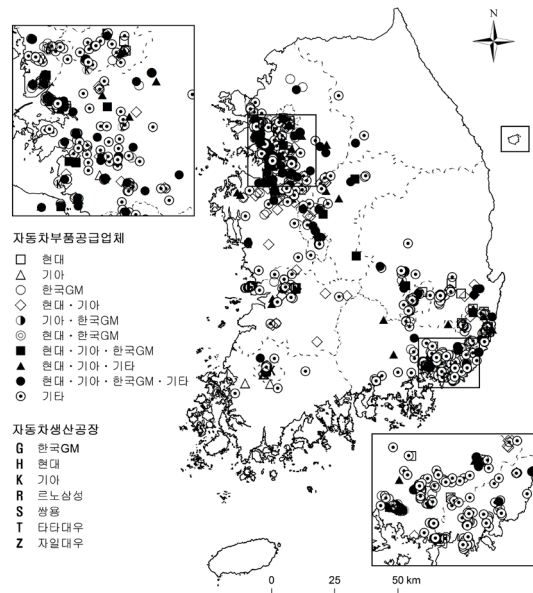 N
자동차부품공급업체
현대
기아
한국GM
현대・기아
기아・한국GM
현대・한국GM
현대・기아・한국GM
현대・기아・기타
현대・기아・한국GM・기타
기타
자동차생산공장
G 한국GM
H 현대
K 기아
R 르노삼성
S 쌍용
T 타타대우
Z 자일대우
0 25 50 km